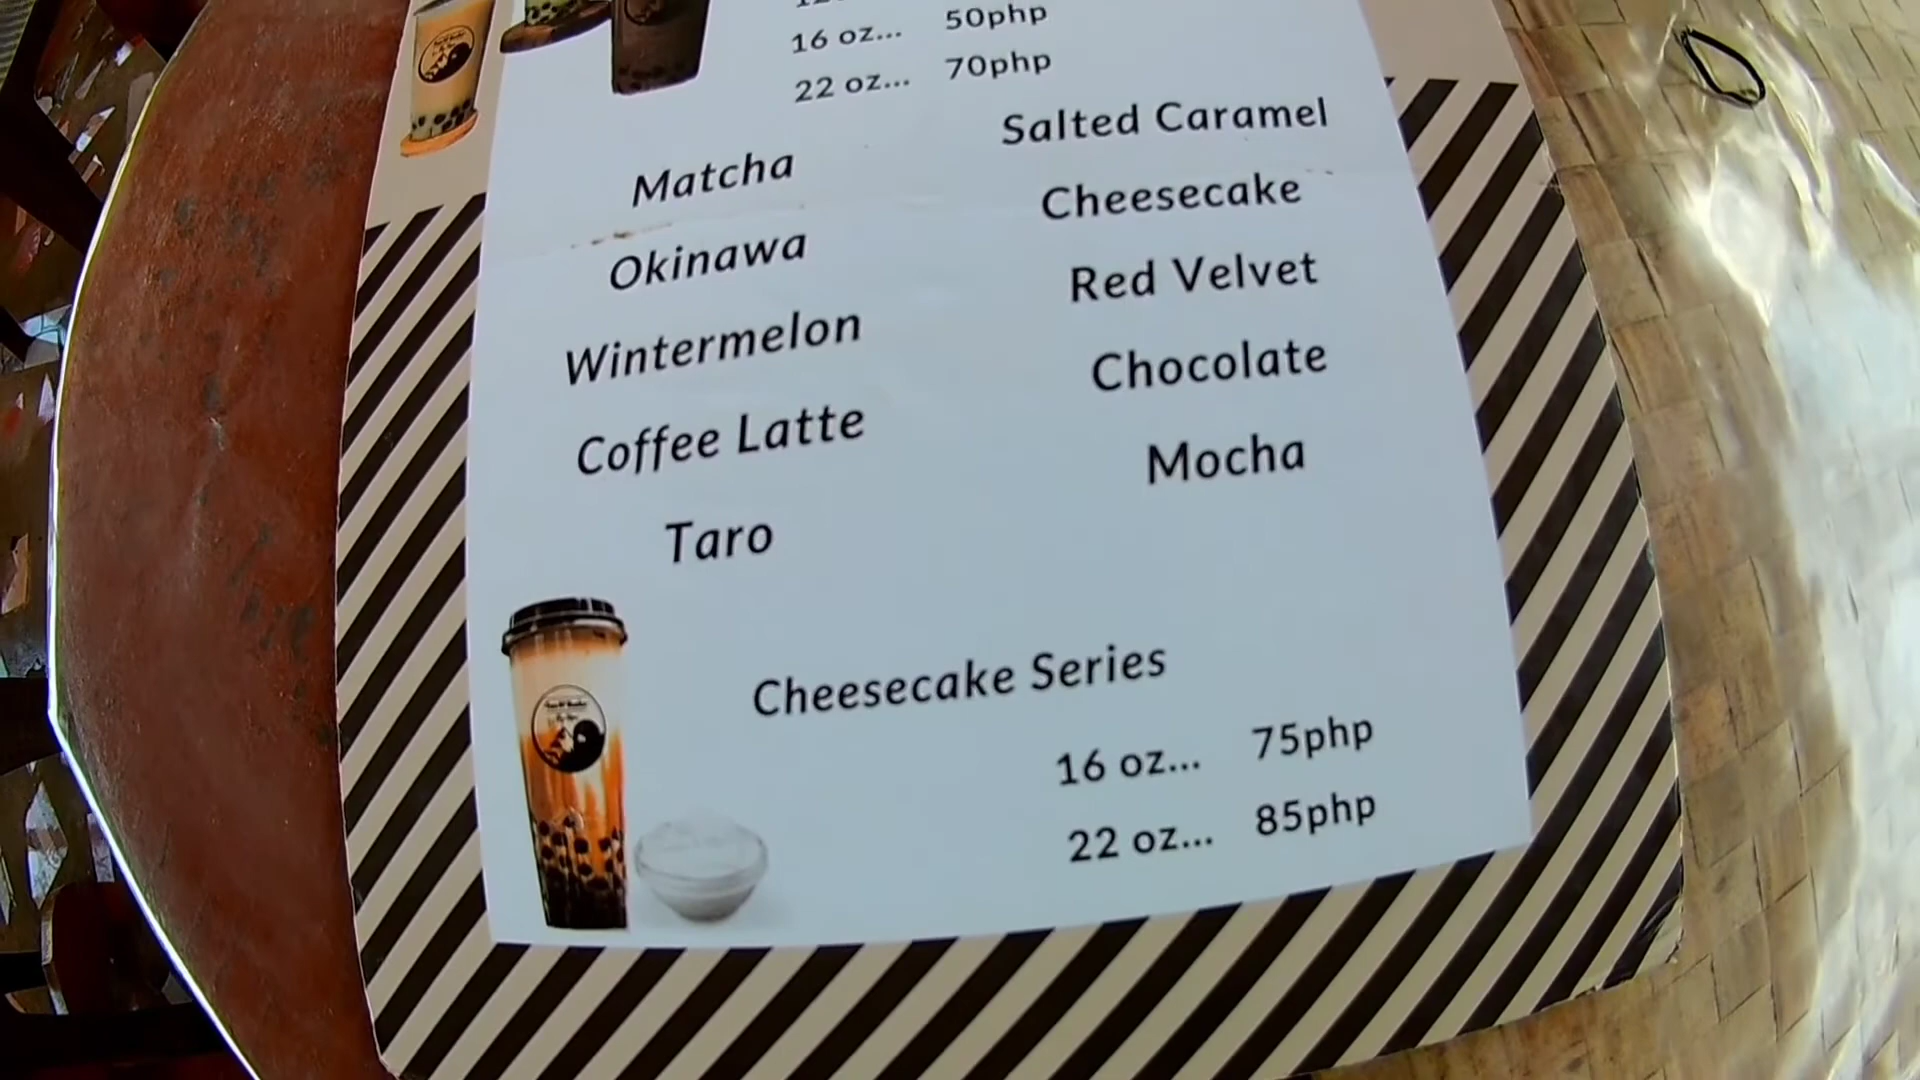 16 oz... 50php
22 oz... 70php
Matcha
Okinawa
Wintermelon
Coffee Latte
Taro
Salted Caramel
Cheesecake
Red Velvet
Chocolate
Mocha
Cheesecake Series
16 oz... 75php
22 oz... 85php